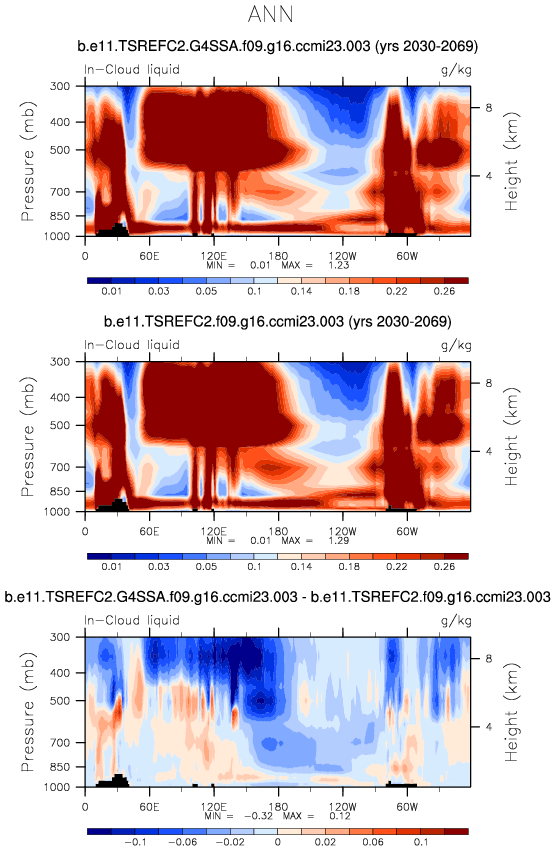 ANN
b.e11.TSREFC2.G4SSA.f09.g16.ccmi23.003 (yrs 2030-2069)
In-Cloud liquid g/kg
Pressure (mb)
Height (km)
300
400
500
700
850
1000
8
4
0 60E 120E 180 120W 60W
MIN = 0.01 MAX = 1.23
0.01 0.03 0.05 0.1 0.14 0.18 0.22 0.26
b.e11.TSREFC2.f09.g16.ccmi23.003 (yrs 2030-2069)
In-Cloud liquid g/kg
Pressure (mb)
Height (km)
300
400
500
700
850
1000
8
4
0 60E 120E 180 120W 60W
MIN = 0.01 MAX = 1.29
0.01 0.03 0.05 0.1 0.14 0.18 0.22 0.26
b.e11.TSREFC2.G4SSA.f09.g16.ccmi23.003 - b.e11.TSREFC2.f09.g16.ccmi23.003
In-Cloud liquid g/kg
Pressure (mb)
Height (km)
300
400
500
700
850
1000
8
4
0 60E 120E 180 120W 60W
MIN = -0.32 MAX = 0.12
-0.1 -0.06 -0.02 0 0.02 0.06 0.1